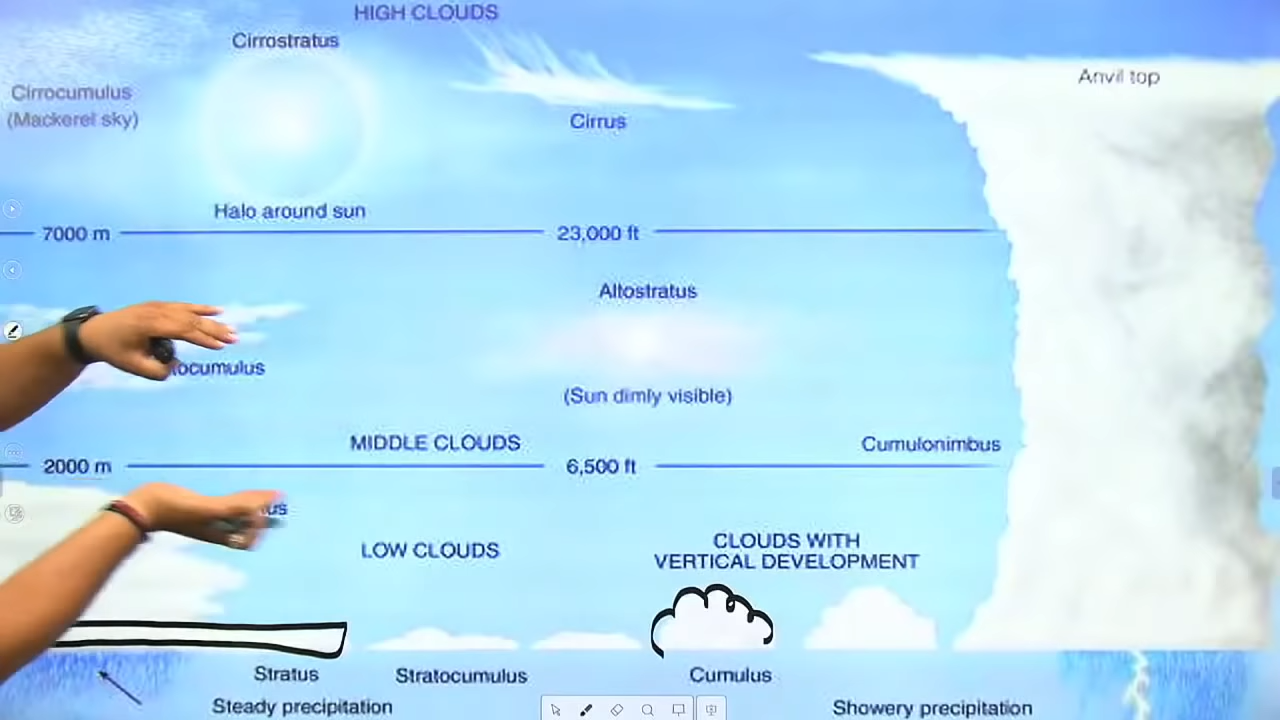 HIGH CLOUDS
Cirrostratus
Cirrocumulus
(Mackerel sky)
Cirrus
Anvil top
Halo around sun
7000 m
23,000 ft
Altostratus
(Sun dimly visible)
MIDDLE CLOUDS
Cumulonimbus
2000 m
6,500 ft
LOW CLOUDS
CLOUDS WITH
VERTICAL DEVELOPMENT
Stratus
Stratocumulus
Cumulus
Steady precipitation
Showery precipitation